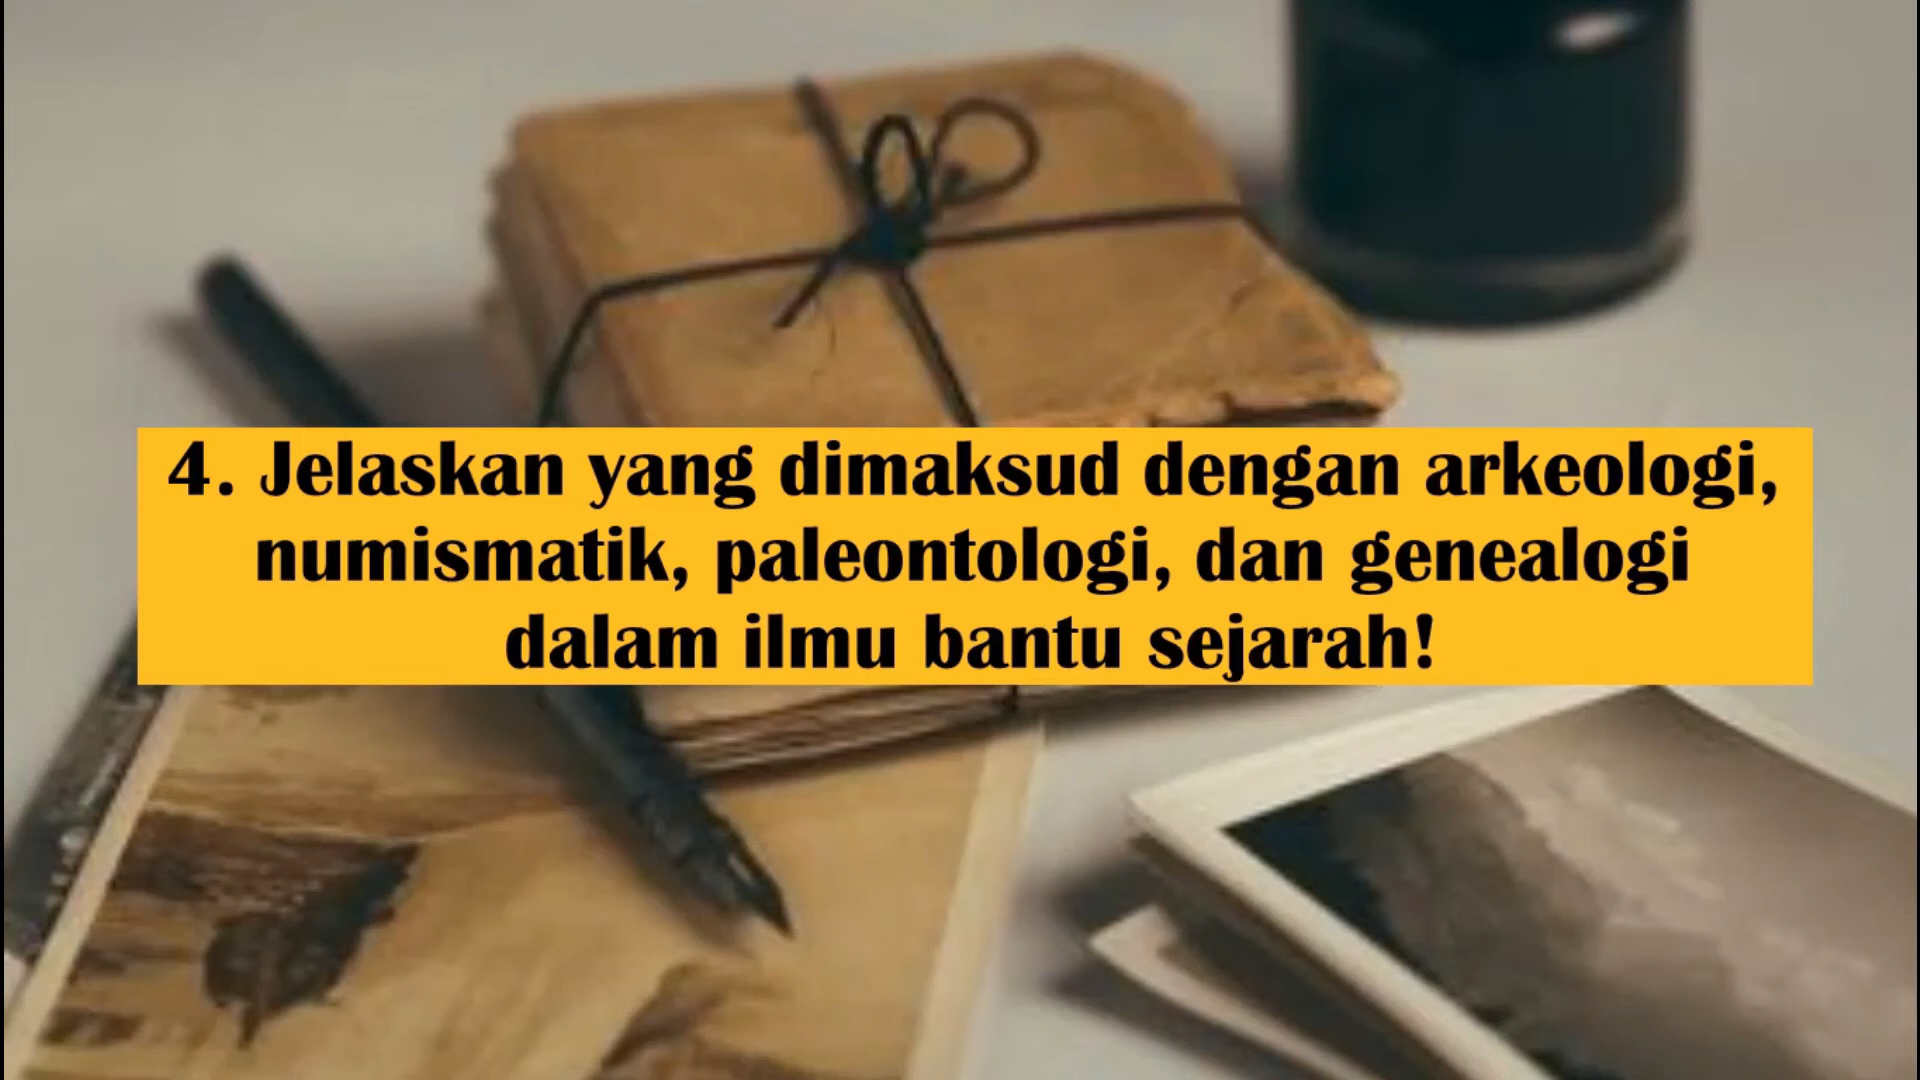 4. Jelaskan yang dimaksud dengan arkeologi,
numismatik, paleontologi, dan genealogi
dalam ilmu bantu sejarah!